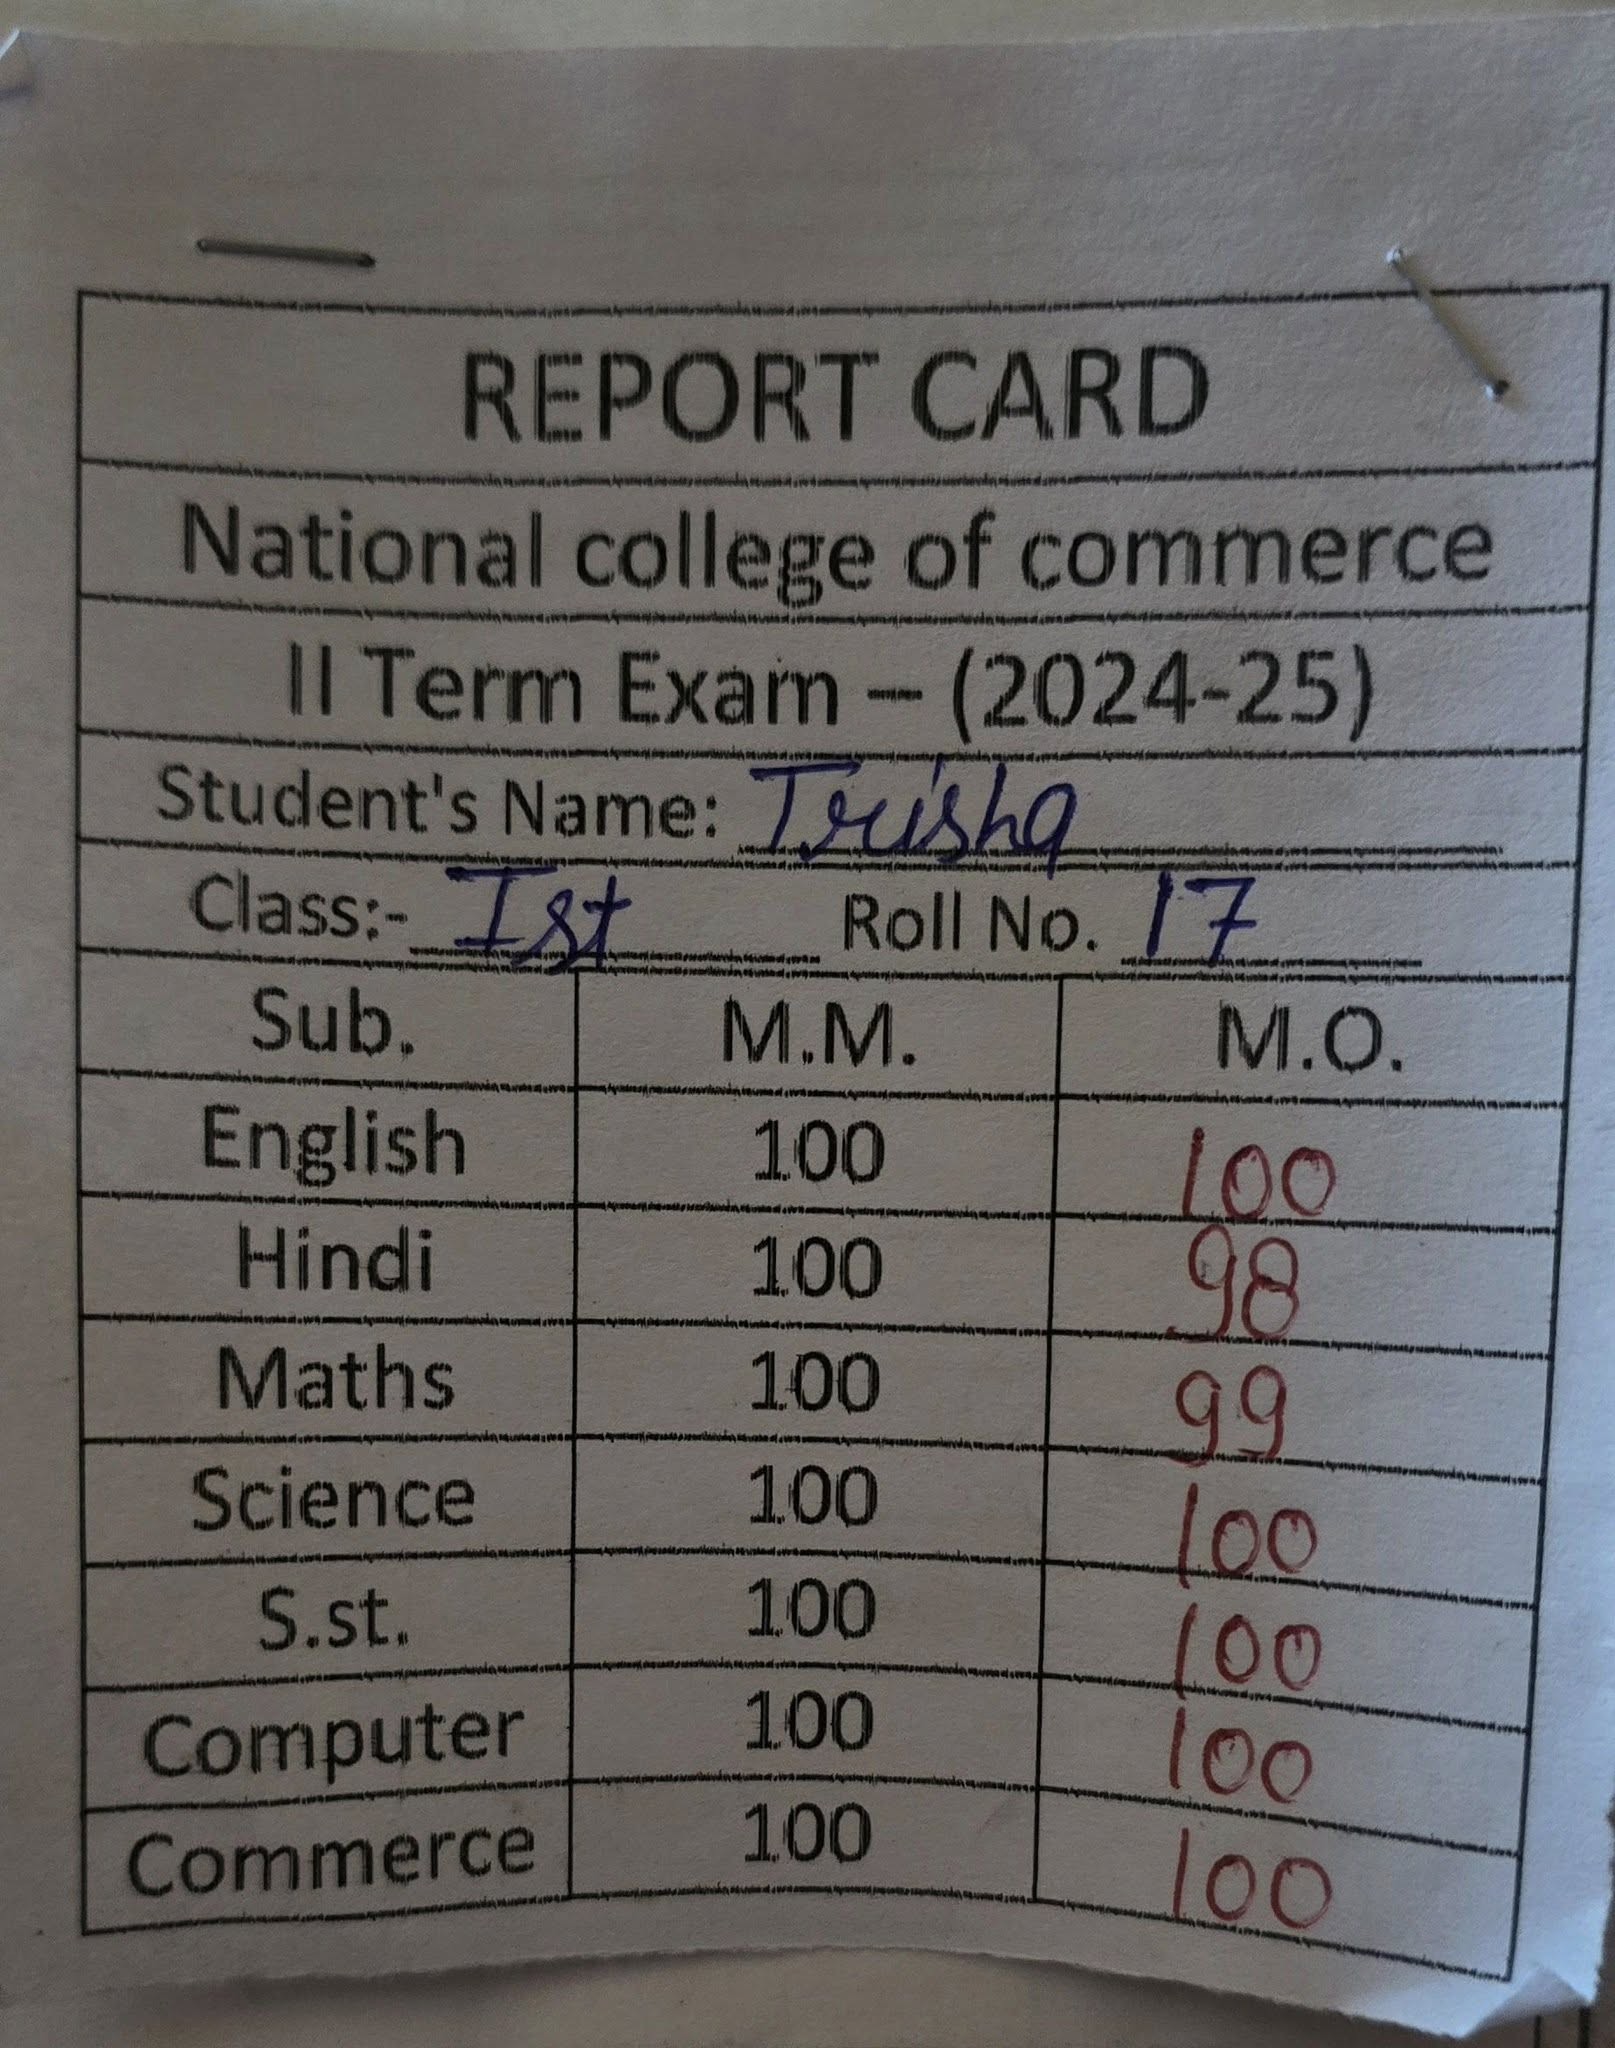 REPORT CARD
National college of commerce
II Term Exam – (2024-25)
Student's Name: Trisha
Class:- Ist Roll No. 17
Sub. M.M. M.O.
English 100 100
Hindi 100 98
Maths 100 99
Science 100 100
S.st. 100 100
Computer 100 100
Commerce 100 100